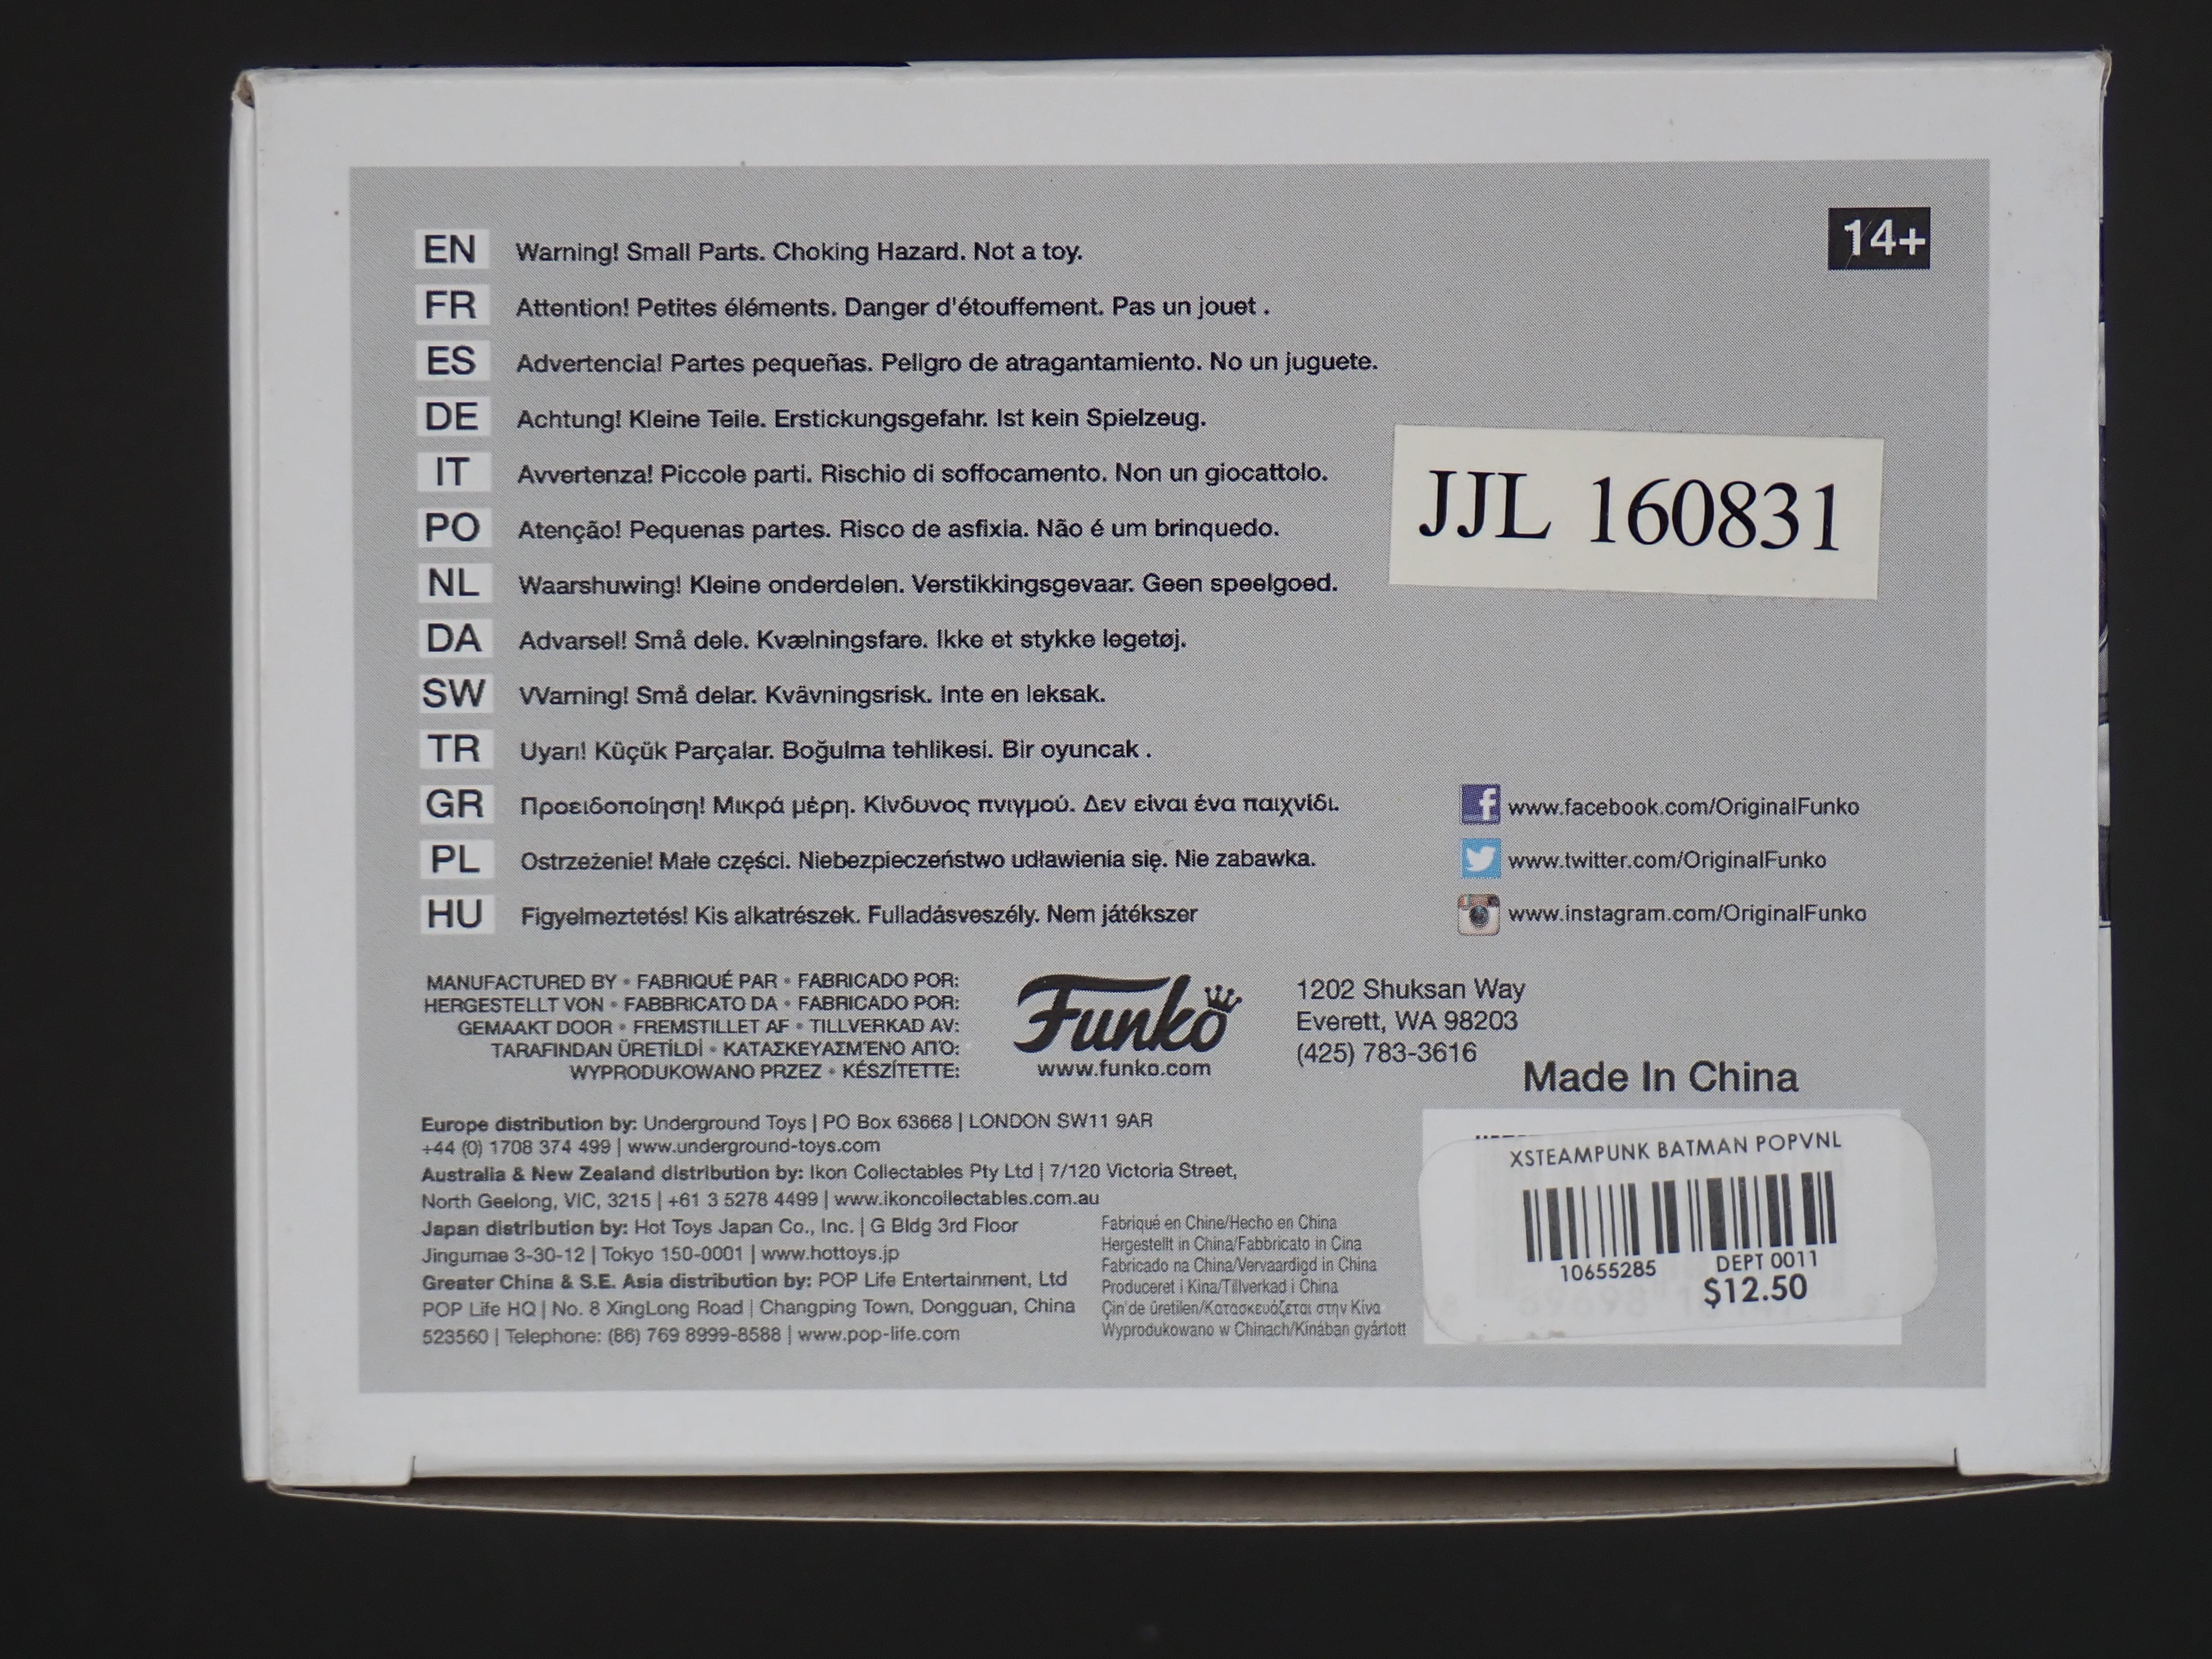 14+
EN Warning! Small Parts. Choking Hazard. Not a toy.
FR Attention! Petites éléments. Danger d'étouffement. Pas un jouet .
ES Advertencia! Partes pequeñas. Peligro de atragantamiento. No un juguete.
DE Achtung! Kleine Teile. Erstickungsgefahr. Ist kein Spielzeug.
IT Avvertenza! Piccole parti. Rischio di soffocamento. Non un giocattolo.
PO Atenção! Pequenas partes. Risco de asfixia. Não é um brinquedo.
NL Waarshuwing! Kleine onderdelen. Verstikkingsgevaar. Geen speelgoed.
DA Advarsel! Små dele. Kvælningsfare. Ikke et stykke legetøj.
SW VVarning! Små delar. Kvävningsrisk. Inte en leksak.
TR Uyarı! Küçük Parçalar. Boğulma tehlikesi. Bir oyuncak .
GR Προειδοποίηση! Μικρά μέρη. Κίνδυνος πνιγμού. Δεν είναι ένα παιχνίδι.
PL Ostrzeżenie! Małe części. Niebezpieczeństwo udławienia się. Nie zabawka.
HU Figyelmeztetés! Kis alkatrészek. Fulladásveszély. Nem játékszer
JJL 160831
www.facebook.com/OriginalFunko
www.twitter.com/OriginalFunko
www.instagram.com/OriginalFunko
MANUFACTURED BY • FABRIQUÉ PAR • FABRICADO POR:
HERGESTELLT VON • FABBRICATO DA • FABRICADO POR:
GEMAAKT DOOR • FREMSTILLET AF • TILLVERKAD AV:
TARAFINDAN ÜRETİLDİ • ΚΑΤΑΣΚΕΥΑΣΜΈΝΟ ΑΠΌ:
WYPRODUKOWANO PRZEZ • KÉSZÍTETTE:
Funko
www.funko.com
1202 Shuksan Way
Everett, WA 98203
(425) 783-3616
Made In China
Europe distribution by: Underground Toys | PO Box 63668 | LONDON SW11 9AR
+44 (0) 1708 374 499 | www.underground-toys.com
Australia & New Zealand distribution by: Ikon Collectables Pty Ltd | 7/120 Victoria Street,
North Geelong, VIC, 3215 | +61 3 5278 4499 | www.ikoncollectables.com.au
Japan distribution by: Hot Toys Japan Co., Inc. | G Bldg 3rd Floor
Jingumae 3-30-12 | Tokyo 150-0001 | www.hottoys.jp
Greater China & S.E. Asia distribution by: POP Life Entertainment, Ltd
POP Life HQ | No. 8 XingLong Road | Changping Town, Dongguan, China
523560 | Telephone: (86) 769 8999-8588 | www.pop-life.com
Fabriqué en Chine/Hecho en China
Hergestellt in China/Fabbricato in Cina
Fabricado na China/Vervaardigd in China
Produceret i Kina/Tillverkad i China
Çin'de üretilen/Κατασκευάζεται στην Κίνα
Wyprodukowano w Chinach/Kínában gyártott
XSTEAMPUNK BATMAN POPVNL
10655285 DEPT 0011
$12.50